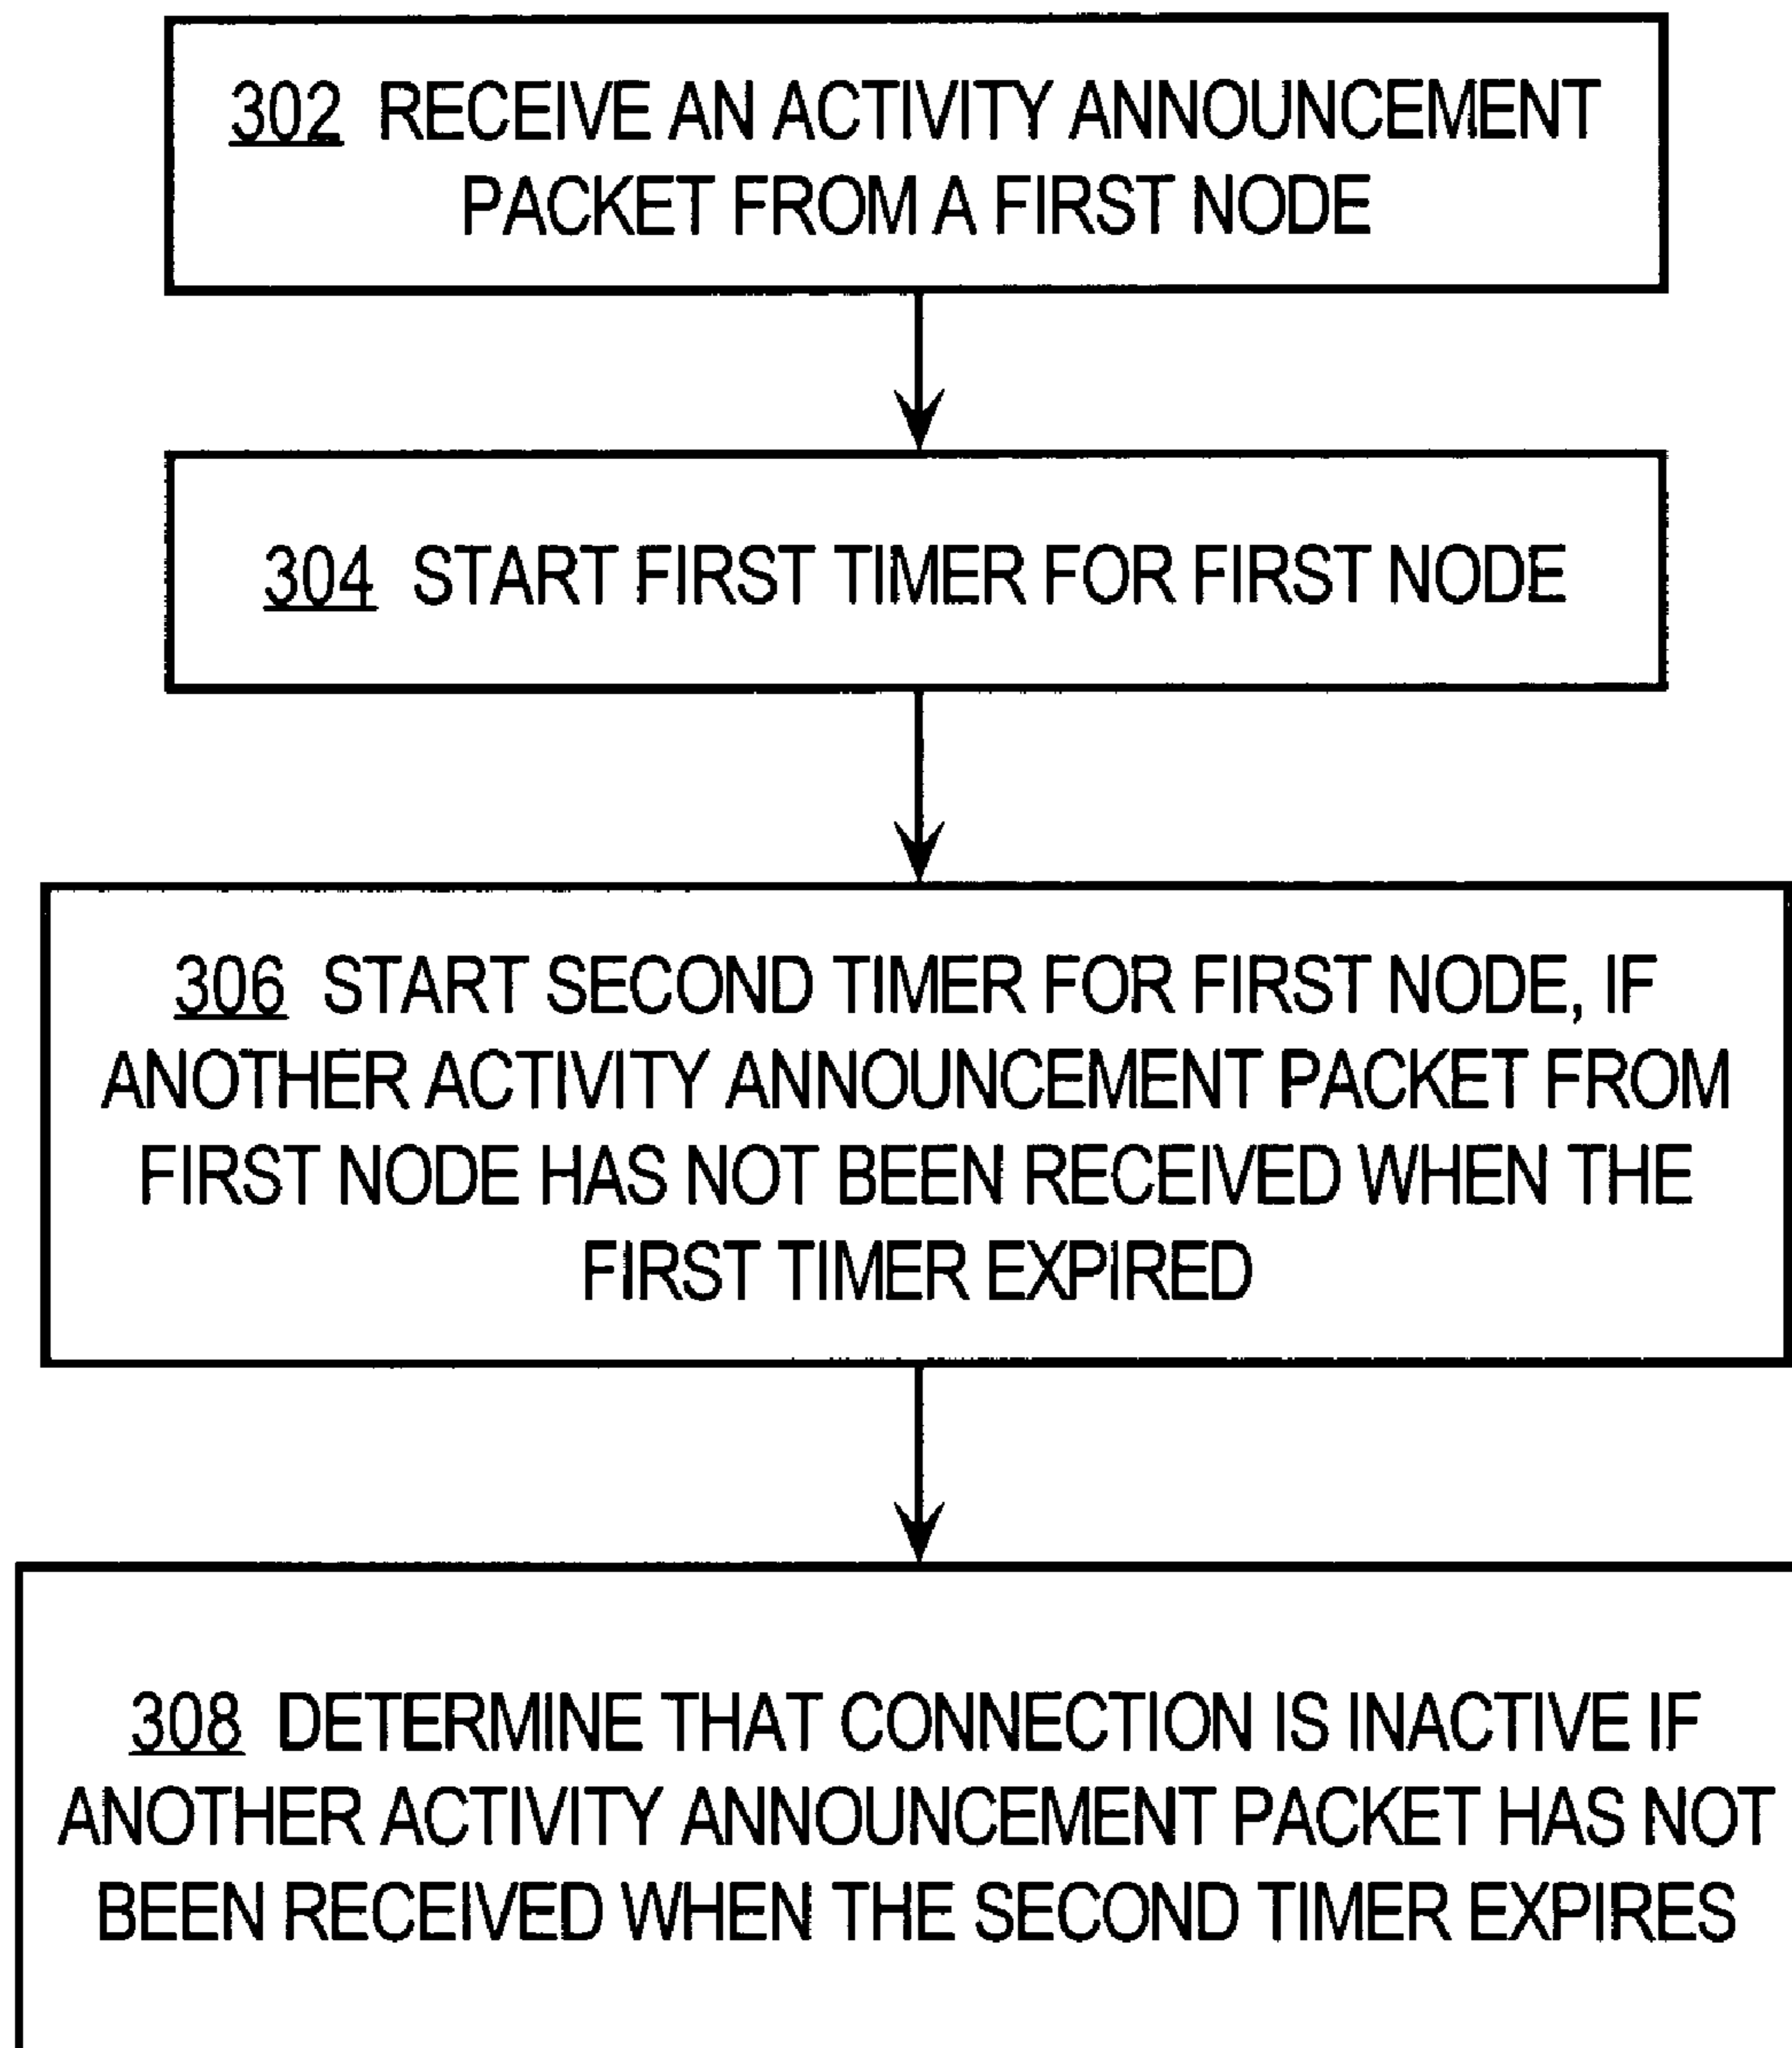 302 RECEIVE AN ACTIVITY ANNOUNCEMENT
PACKET FROM A FIRST NODE
304 START FIRST TIMER FOR FIRST NODE
306 START SECOND TIMER FOR FIRST NODE, IF
ANOTHER ACTIVITY ANNOUNCEMENT PACKET FROM
FIRST NODE HAS NOT BEEN RECEIVED WHEN THE
FIRST TIMER EXPIRED
308 DETERMINE THAT CONNECTION IS INACTIVE IF
ANOTHER ACTIVITY ANNOUNCEMENT PACKET HAS NOT
BEEN RECEIVED WHEN THE SECOND TIMER EXPIRES